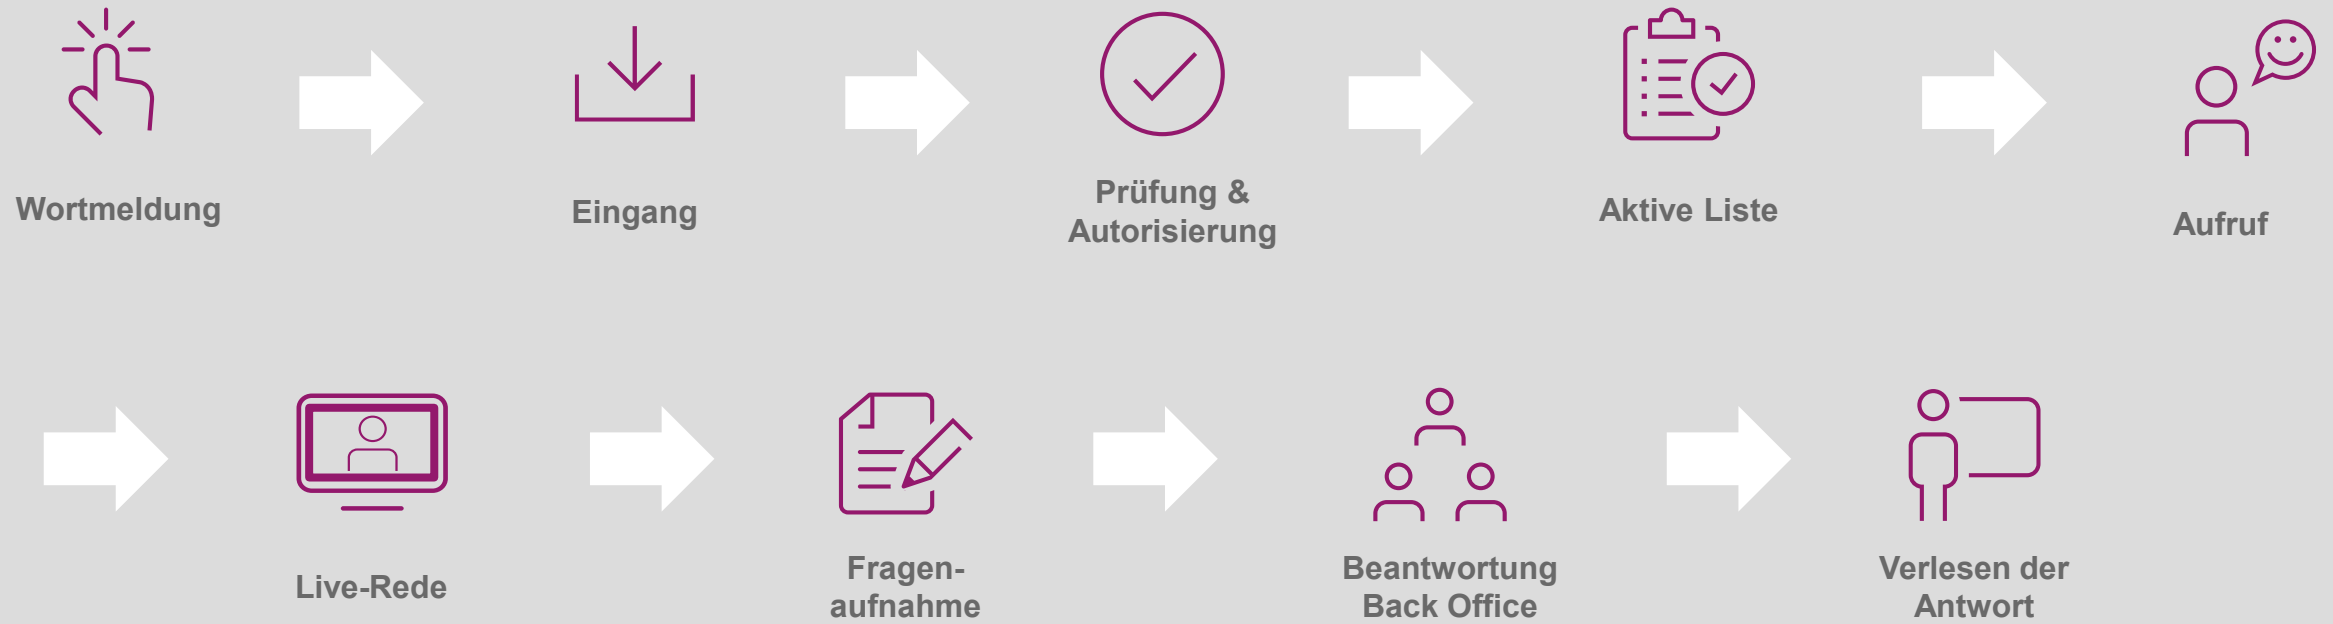 Wortmeldung
Eingang
Prüfung &
Autorisierung
Aktive Liste
Aufruf
Live-Rede
Fragen-
aufnahme
Beantwortung
Back Office
Verlesen der
Antwort